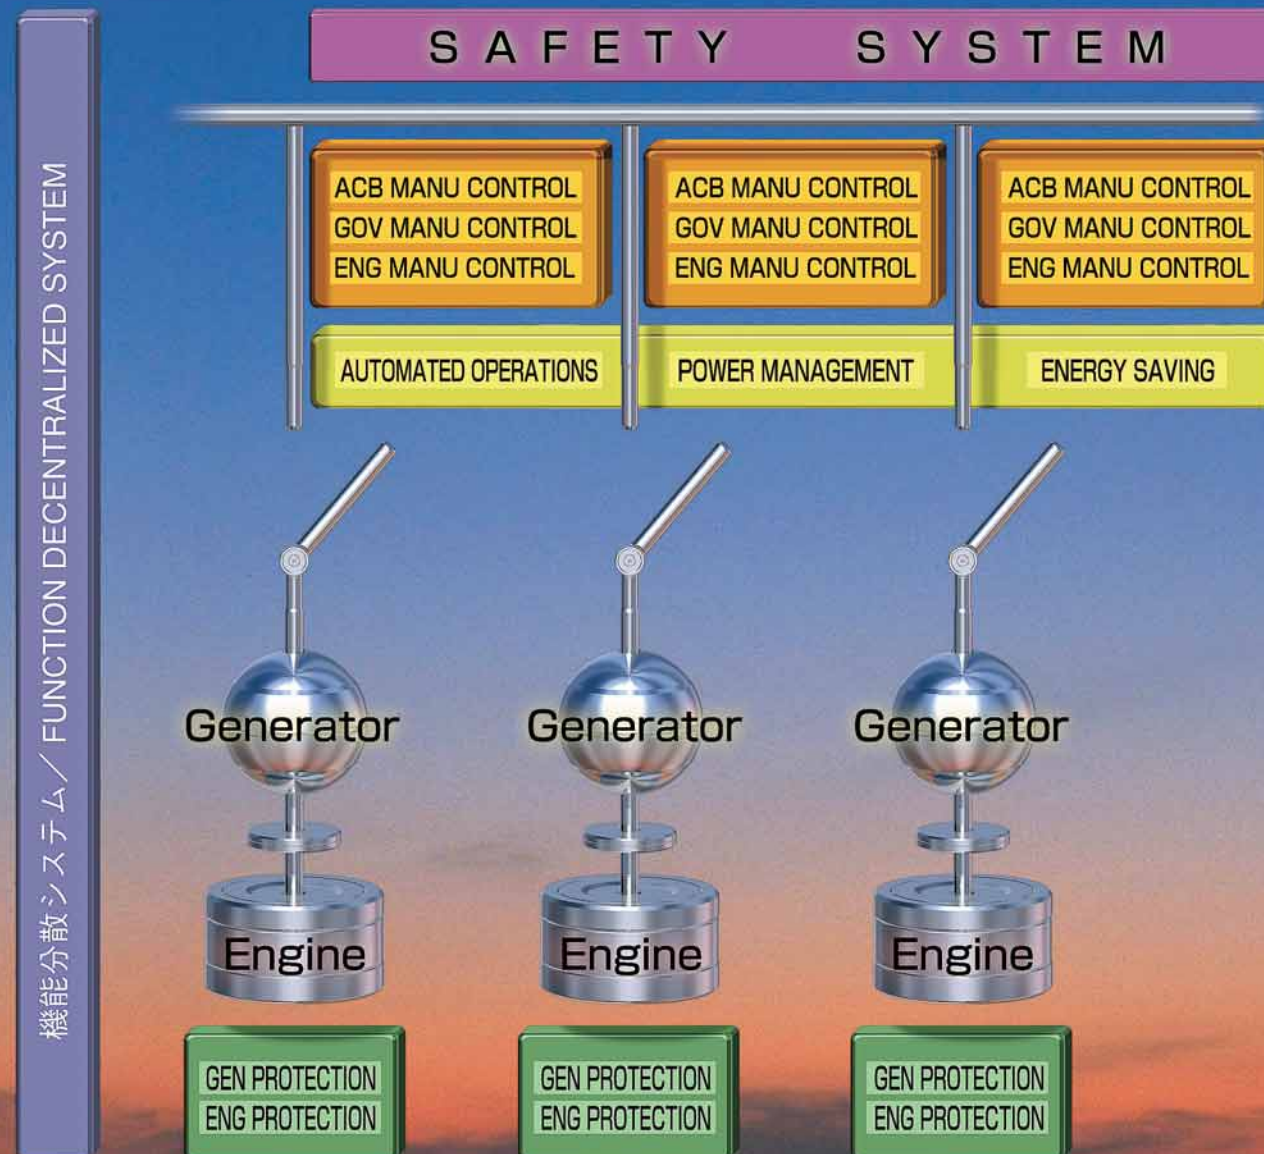 機能分散システム/FUNCTION DECENTRALIZED SYSTEM
SAFETY SYSTEM
ACB MANU CONTROL
GOV MANU CONTROL
ENG MANU CONTROL
ACB MANU CONTROL
GOV MANU CONTROL
ENG MANU CONTROL
ACB MANU CONTROL
GOV MANU CONTROL
ENG MANU CONTROL
AUTOMATED OPERATIONS
POWER MANAGEMENT
ENERGY SAVING
Generator
Generator
Generator
Engine
Engine
Engine
GEN PROTECTION
ENG PROTECTION
GEN PROTECTION
ENG PROTECTION
GEN PROTECTION
ENG PROTECTION